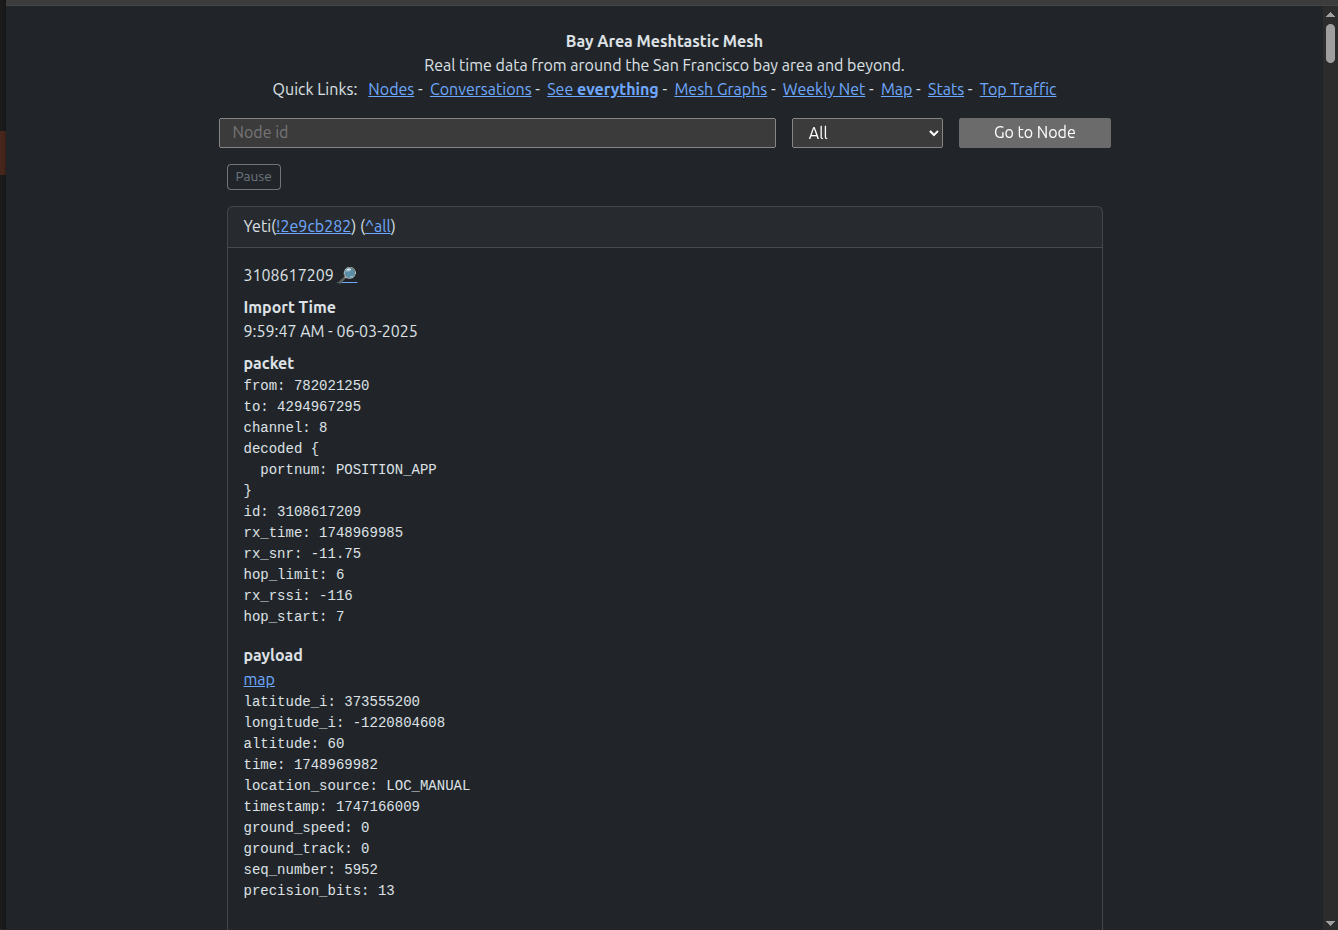 Bay Area Meshtastic Mesh
Real time data from around the San Francisco bay area and beyond.
Quick Links: Nodes - Conversations - See everything - Mesh Graphs - Weekly Net - Map - Stats - Top Traffic
Node id All Go to Node
Pause
Yeti(!2e9cb282) (^all)
3108617209 🔎
Import Time
9:59:47 AM - 06-03-2025
packet
from: 782021250
to: 4294967295
channel: 8
decoded {
  portnum: POSITION_APP
}
id: 3108617209
rx_time: 1748969985
rx_snr: -11.75
hop_limit: 6
rx_rssi: -116
hop_start: 7
payload
map
latitude_i: 373555200
longitude_i: -1220804608
altitude: 60
time: 1748969982
location_source: LOC_MANUAL
timestamp: 1747166009
ground_speed: 0
ground_track: 0
seq_number: 5952
precision_bits: 13